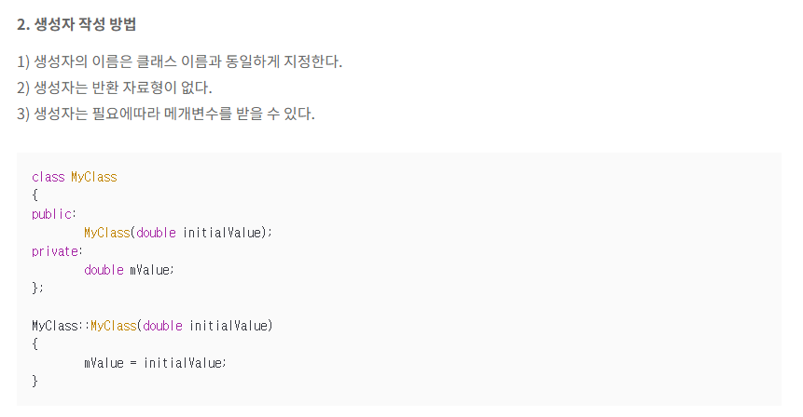 2. 생성자 작성 방법
1) 생성자의 이름은 클래스 이름과 동일하게 지정한다.
2) 생성자는 반환 자료형이 없다.
3) 생성자는 필요에따라 메개변수를 받을 수 있다.
class MyClass
{
public:
MyClass(double initialValue);
private:
double mValue;
};
MyClass::MyClass(double initialValue)
{
mValue = initialValue;
}